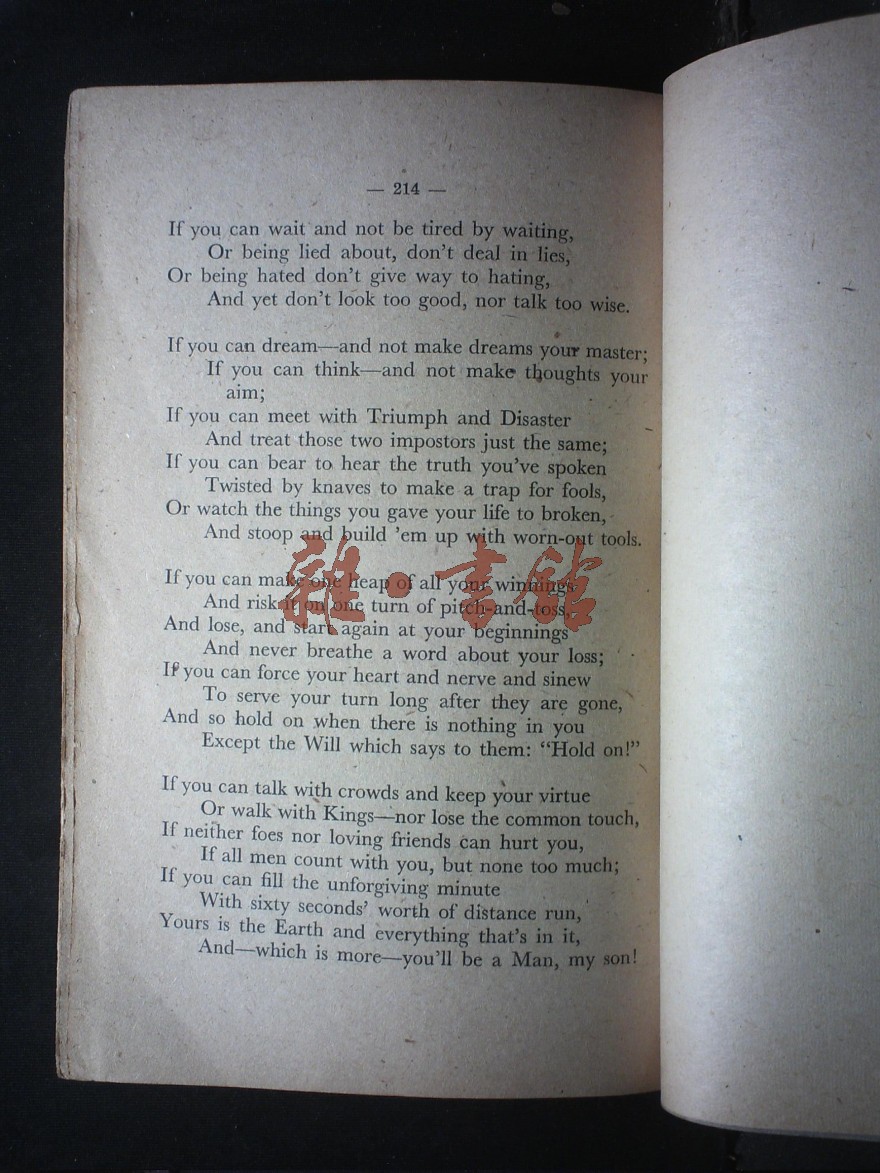 — 214 —
If you can wait and not be tired by waiting,
Or being lied about, don't deal in lies,
Or being hated don't give way to hating,
And yet don't look too good, nor talk too wise.
If you can dream—and not make dreams your master;
If you can think—and not make thoughts your
aim;
If you can meet with Triumph and Disaster
And treat those two impostors just the same;
If you can bear to hear the truth you've spoken
Twisted by knaves to make a trap for fools,
Or watch the things you gave your life to broken,
And stoop and build 'em up with worn-out tools.
雜·書館
If you can make one heap of all your winnings
And risk it on one turn of pitch-and-toss,
And lose, and start again at your beginnings
And never breathe a word about your loss;
If you can force your heart and nerve and sinew
To serve your turn long after they are gone,
And so hold on when there is nothing in you
Except the Will which says to them: “Hold on!”
If you can talk with crowds and keep your virtue
Or walk with Kings—nor lose the common touch,
If neither foes nor loving friends can hurt you,
If all men count with you, but none too much;
If you can fill the unforgiving minute
With sixty seconds' worth of distance run,
Yours is the Earth and everything that's in it,
And—which is more—you'll be a Man, my son!